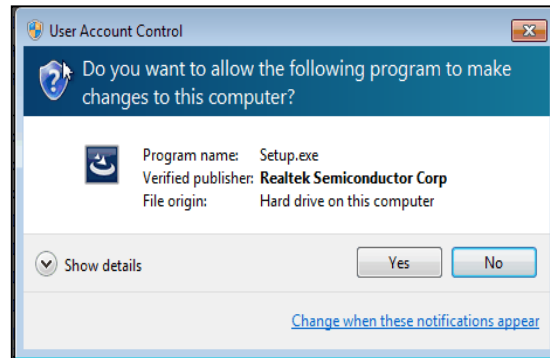 User Account Control
Do you want to allow the following program to make
changes to this computer?
Program name: Setup.exe
Verified publisher: Realtek Semiconductor Corp
File origin: Hard drive on this computer
Show details
Yes
No
Change when these notifications appear